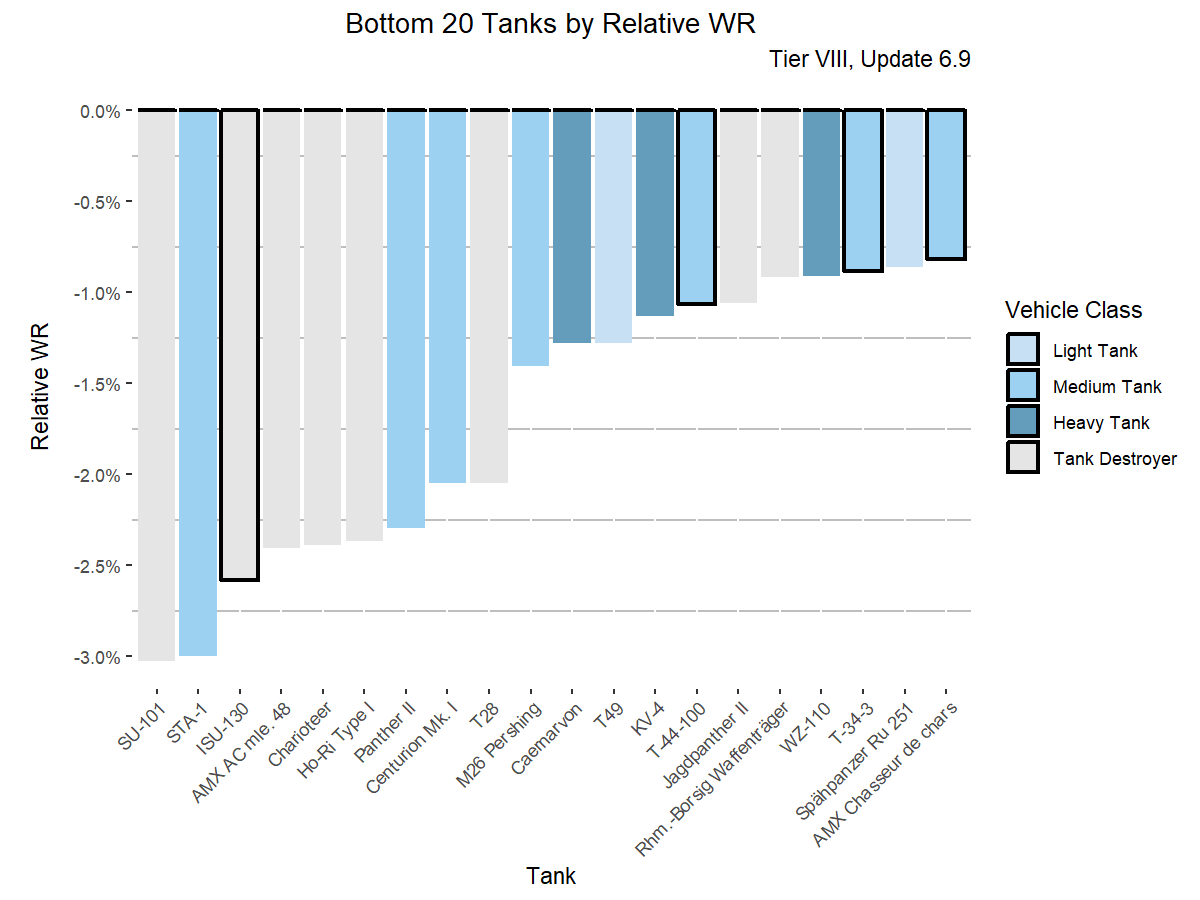 Bottom 20 Tanks by Relative WR
Tier VIII, Update 6.9
Relative WR
0.0%
-0.5%
-1.0%
-1.5%
-2.0%
-2.5%
-3.0%
SU-101
STA-1
ISU-130
AMX AC mle. 48
Charioteer
Ho-Ri Type I
Panther II
Centurion Mk. I
T28
M26 Pershing
Caernarvon
T49
KV-4
T-44-100
Jagdpanther II
Rhm.-Borsig Waffenträger
WZ-110
T-34-3
Spähpanzer Ru 251
AMX Chasseur de chars
Tank
Vehicle Class
Light Tank
Medium Tank
Heavy Tank
Tank Destroyer